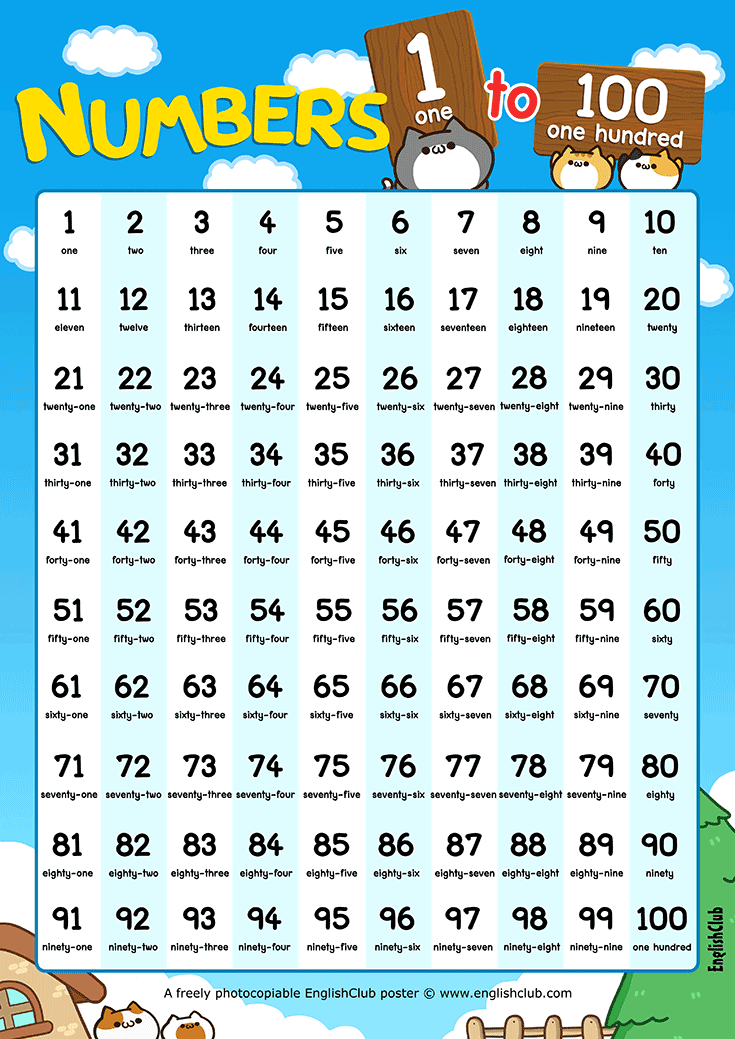 NUMBERS 1 to 100
one one hundred
1 2 3 4 5 6 7 8 9 10
one two three four five six seven eight nine ten
11 12 13 14 15 16 17 18 19 20
eleven twelve thirteen fourteen fifteen sixteen seventeen eighteen nineteen twenty
21 22 23 24 25 26 27 28 29 30
twenty-one twenty-two twenty-three twenty-four twenty-five twenty-six twenty-seven twenty-eight twenty-nine thirty
31 32 33 34 35 36 37 38 39 40
thirty-one thirty-two thirty-three thirty-four thirty-five thirty-six thirty-seven thirty-eight thirty-nine forty
41 42 43 44 45 46 47 48 49 50
forty-one forty-two forty-three forty-four forty-five forty-six forty-seven forty-eight forty-nine fifty
51 52 53 54 55 56 57 58 59 60
fifty-one fifty-two fifty-three fifty-four fifty-five fifty-six fifty-seven fifty-eight fifty-nine sixty
61 62 63 64 65 66 67 68 69 70
sixty-one sixty-two sixty-three sixty-four sixty-five sixty-six sixty-seven sixty-eight sixty-nine seventy
71 72 73 74 75 76 77 78 79 80
seventy-one seventy-two seventy-three seventy-four seventy-five seventy-six seventy-seven seventy-eight seventy-nine eighty
81 82 83 84 85 86 87 88 89 90
eighty-one eighty-two eighty-three eighty-four eighty-five eighty-six eighty-seven eighty-eight eighty-nine ninety
91 92 93 94 95 96 97 98 99 100
ninety-one ninety-two ninety-three ninety-four ninety-five ninety-six ninety-seven ninety-eight ninety-nine one hundred
EnglishClub
A freely photocopiable EnglishClub poster © www.englishclub.com